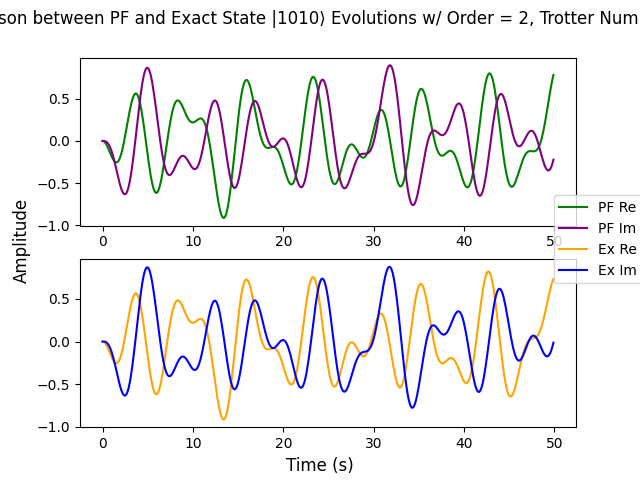 son between PF and Exact State |1010⟩ Evolutions w/ Order = 2, Trotter Num
0.5
0.0
−0.5
−1.0
0 10 20 30 40 50
PF Re
PF Im
Ex Re
Ex Im
Amplitude
0.5
0.0
−0.5
−1.0
0 10 20 30 40 50
Time (s)